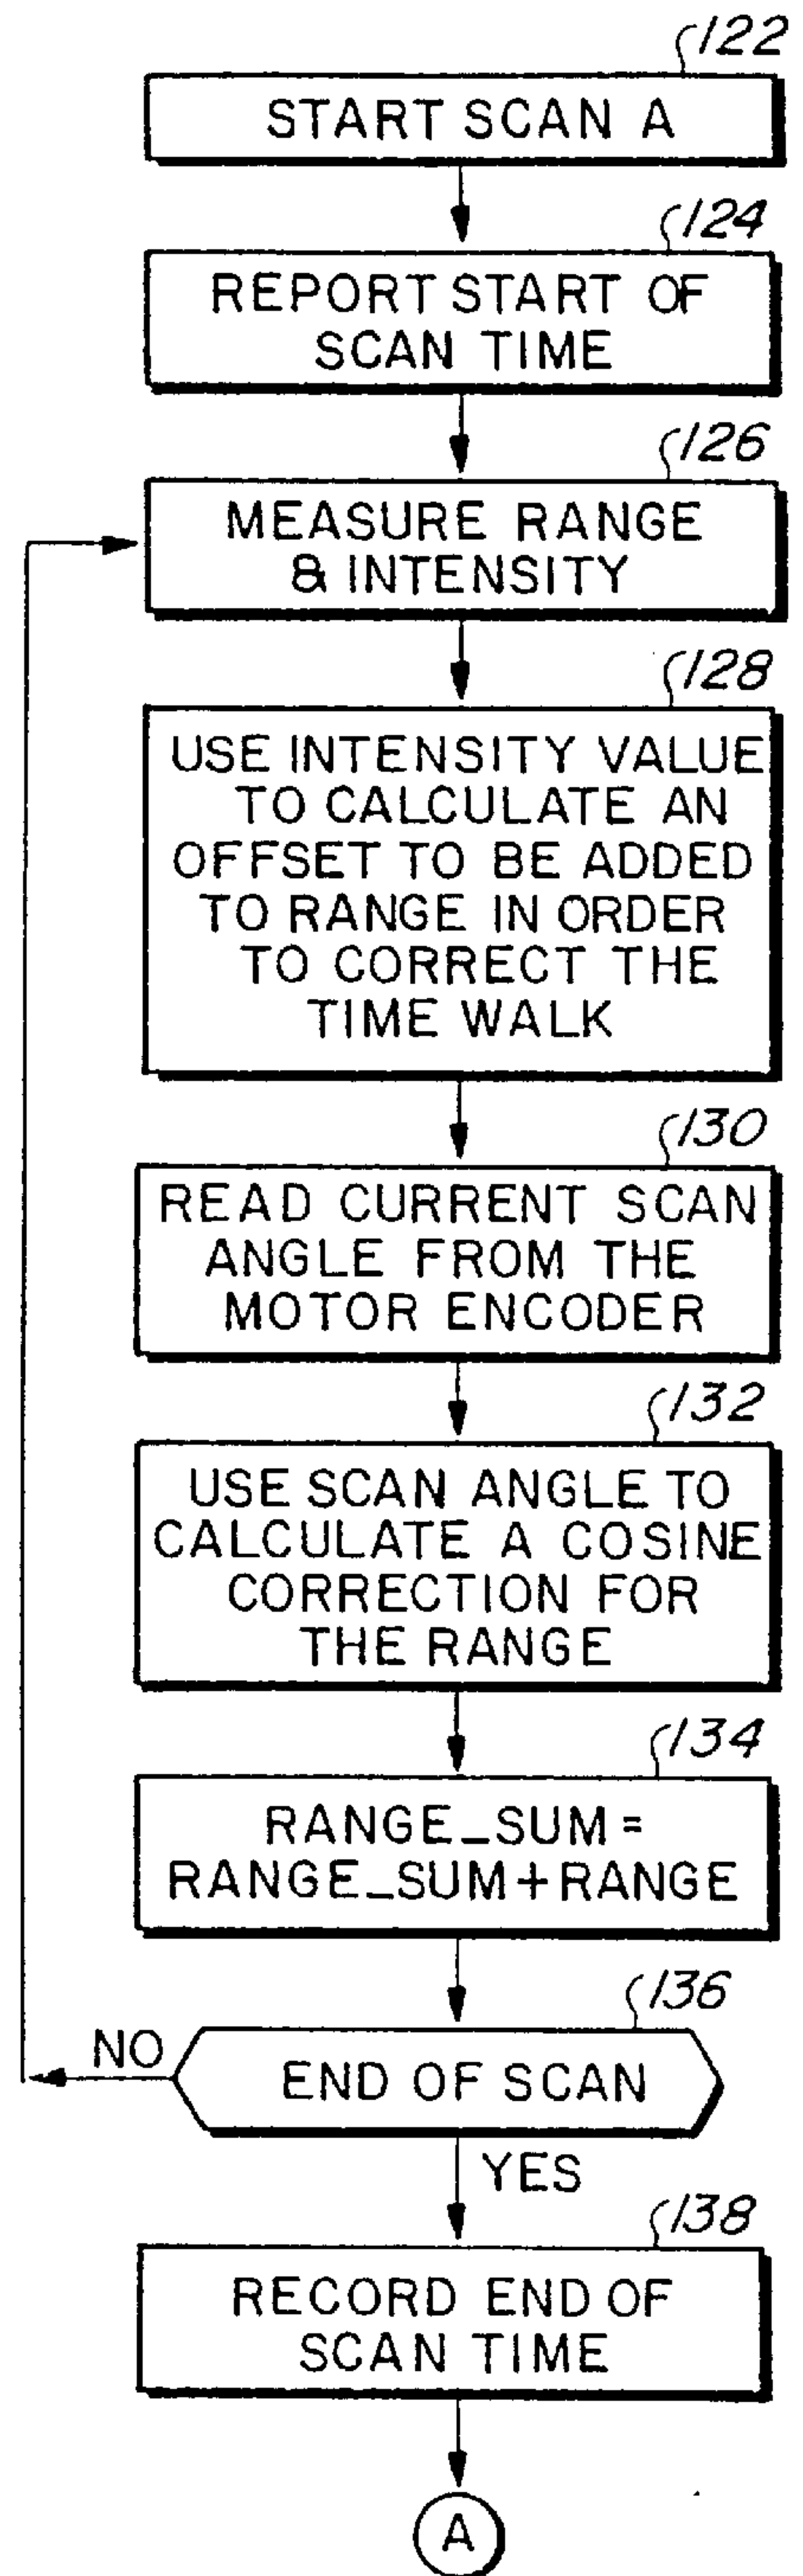 122
START SCAN A
124
REPORT START OF
SCAN TIME
126
MEASURE RANGE
& INTENSITY
128
USE INTENSITY VALUE
TO CALCULATE AN
OFFSET TO BE ADDED
TO RANGE IN ORDER
TO CORRECT THE
TIME WALK
130
READ CURRENT SCAN
ANGLE FROM THE
MOTOR ENCODER
132
USE SCAN ANGLE TO
CALCULATE A COSINE
CORRECTION FOR
THE RANGE
134
RANGE_SUM =
RANGE_SUM+RANGE
136
NO
END OF SCAN
YES
138
RECORD END OF
SCAN TIME
A